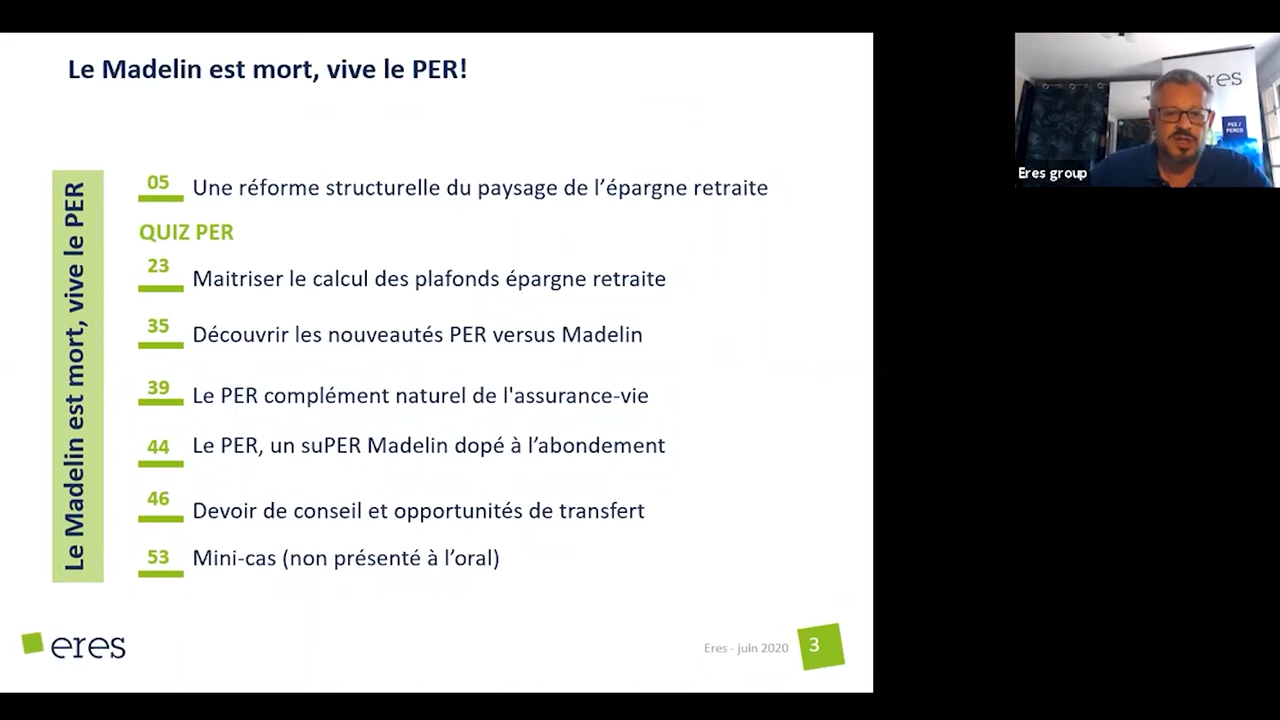 Le Madelin est mort, vive le PER!
Le Madelin est mort, vive le PER
05 Une réforme structurelle du paysage de l’épargne retraite
QUIZ PER
23 Maitriser le calcul des plafonds épargne retraite
35 Découvrir les nouveautés PER versus Madelin
39 Le PER complément naturel de l'assurance-vie
44 Le PER, un suPER Madelin dopé à l’abondement
46 Devoir de conseil et opportunités de transfert
53 Mini-cas (non présenté à l’oral)
eres
Eres - juin 2020 3
res
PEE /
PERCO
Eres group